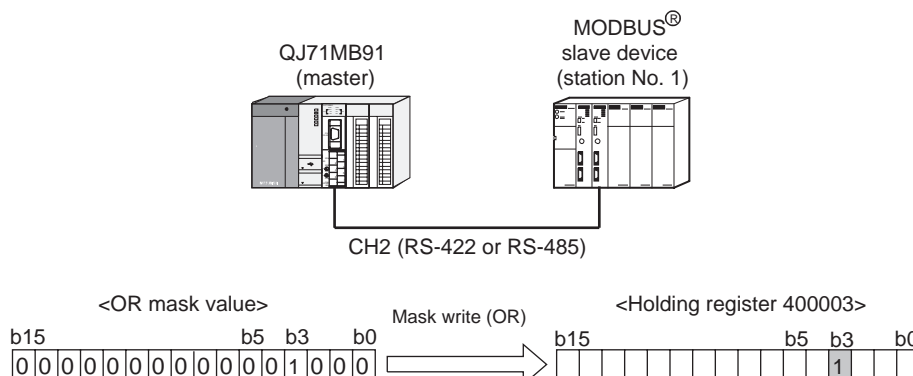 MODBUS®
QJ71MB91
slave device
(master)
(station No. 1)
CH2 (RS-422 or RS-485)
<OR mask value>
Mask write (OR)
<Holding register 400003>
b15 b5 b3 b0
b15 b5 b3 b0
0 0 0 0 0 0 0 0 0 0 0 0 1 0 0 0
1